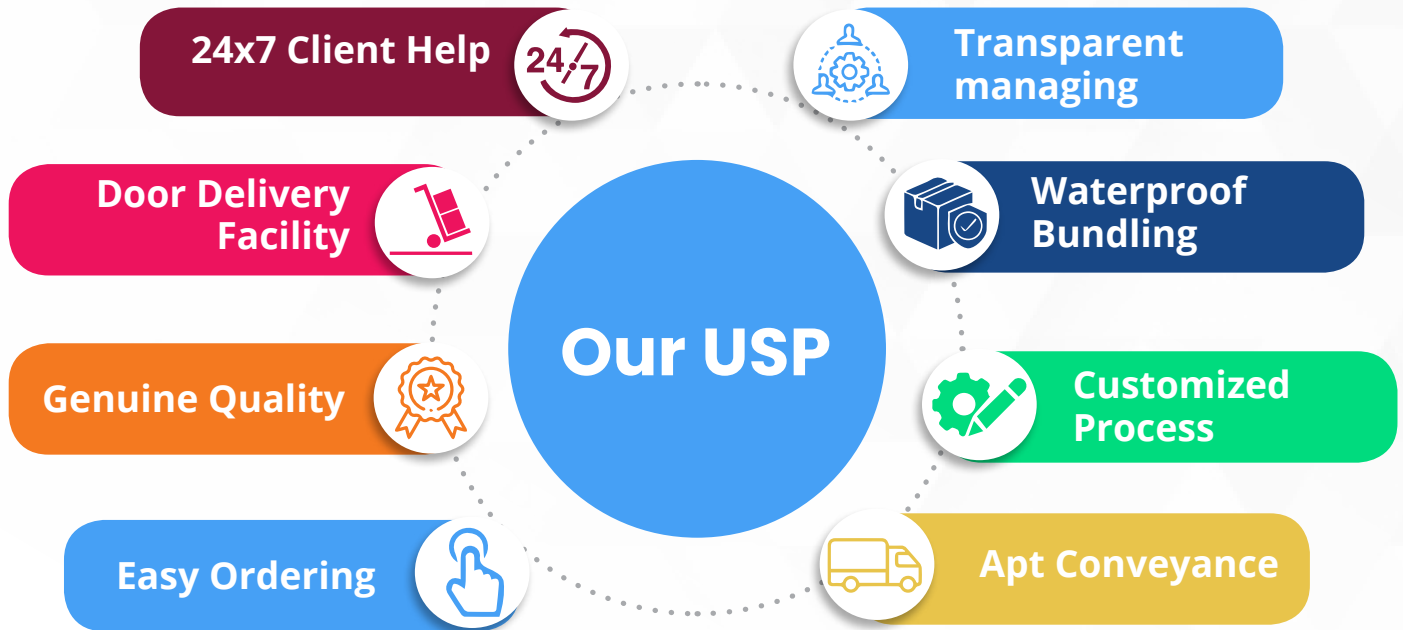 24x7 Client Help
24/7
Transparent
managing
Door Delivery
Facility
Waterproof
Bundling
Our USP
Genuine Quality
Customized
Process
Easy Ordering
Apt Conveyance